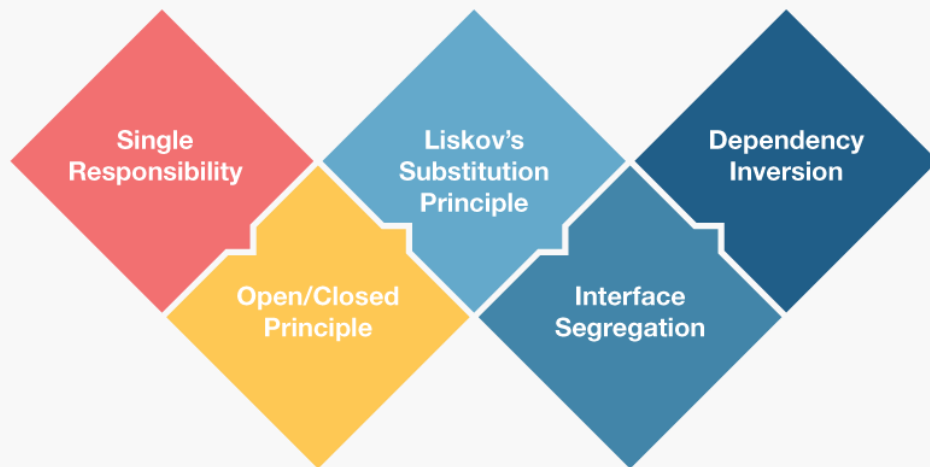 Single
Responsibility
Open/Closed
Principle
Liskov’s
Substitution
Principle
Interface
Segregation
Dependency
Inversion